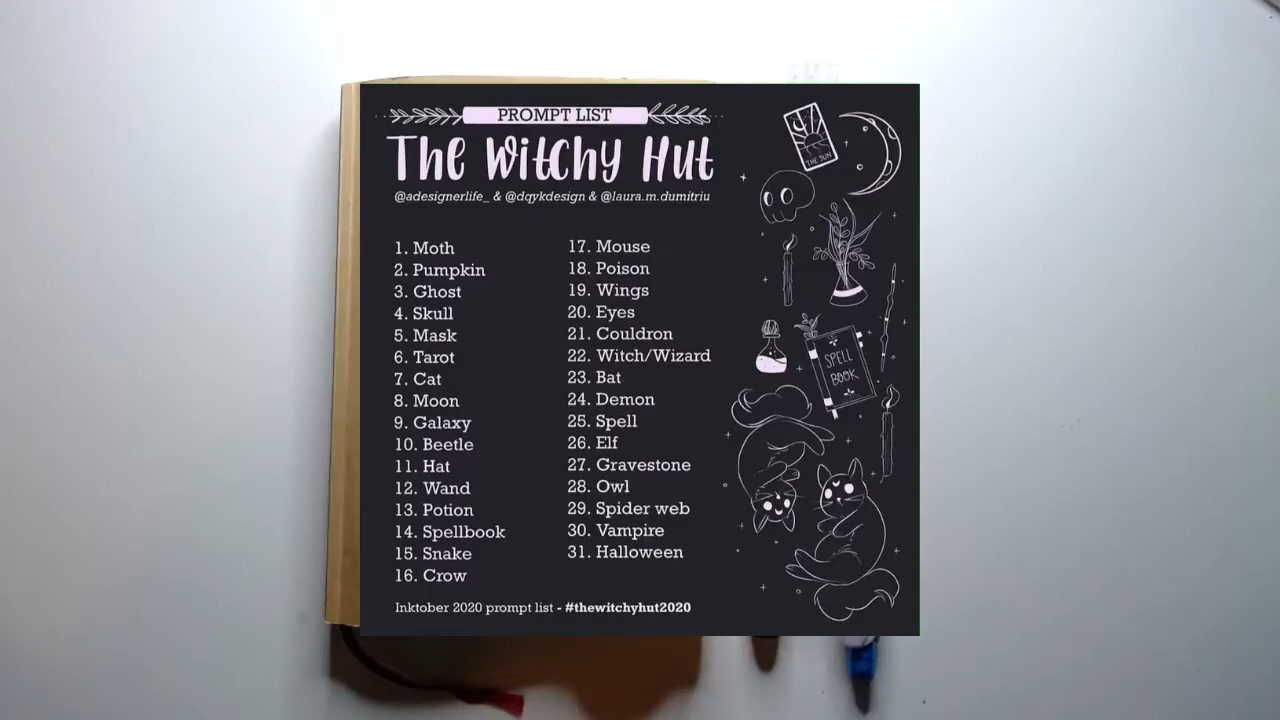 PROMPT LIST
The Witchy Hut
@adesignerlife_ & @dqykdesign & @laura.m.dumitriu
1. Moth
2. Pumpkin
3. Ghost
4. Skull
5. Mask
6. Tarot
7. Cat
8. Moon
9. Galaxy
10. Beetle
11. Hat
12. Wand
13. Potion
14. Spellbook
15. Snake
16. Crow
17. Mouse
18. Poison
19. Wings
20. Eyes
21. Couldron
22. Witch/Wizard
23. Bat
24. Demon
25. Spell
26. Elf
27. Gravestone
28. Owl
29. Spider web
30. Vampire
31. Halloween
Inktober 2020 prompt list - #thewitchyhut2020
THE SUN
SPELL
BOOK